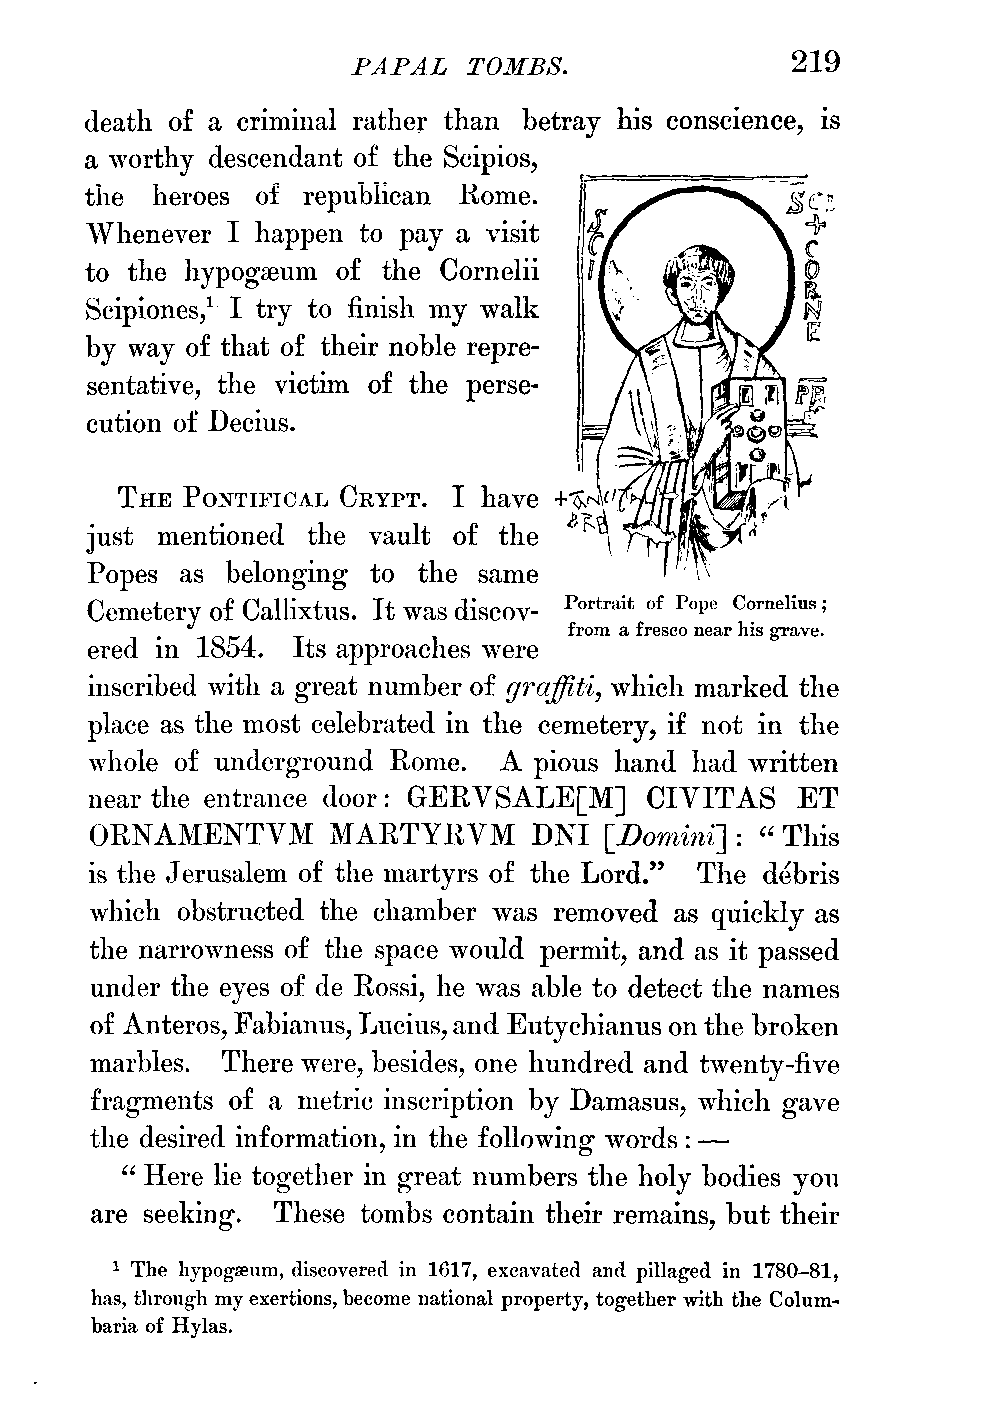 PAPAL TOMBS. 219
death of a criminal rather than betray his conscience, is
a worthy descendant of the Scipios,
the heroes of republican Rome.
Whenever I happen to pay a visit
to the hypogæum of the Cornelii
Scipiones,¹ I try to finish my walk
by way of that of their noble repre-
sentative, the victim of the perse-
cution of Decius.
SCI
SCI
+
CORNE
PP
THE PONTIFICAL CRYPT. I have
just mentioned the vault of the
Popes as belonging to the same
Cemetery of Callixtus. It was discov-
ered in 1854. Its approaches were
Portrait of Pope Cornelius;
from a fresco near his grave.
inscribed with a great number of graffiti, which marked the
place as the most celebrated in the cemetery, if not in the
whole of underground Rome. A pious hand had written
near the entrance door: GERVSALE[M] CIVITAS ET
ORNAMENTVM MARTYRVM DNI [Domini]: “This
is the Jerusalem of the martyrs of the Lord.” The débris
which obstructed the chamber was removed as quickly as
the narrowness of the space would permit, and as it passed
under the eyes of de Rossi, he was able to detect the names
of Anteros, Fabianus, Lucius, and Eutychianus on the broken
marbles. There were, besides, one hundred and twenty-five
fragments of a metric inscription by Damasus, which gave
the desired information, in the following words: —
“Here lie together in great numbers the holy bodies you
are seeking. These tombs contain their remains, but their
¹ The hypogæum, discovered in 1617, excavated and pillaged in 1780–81,
has, through my exertions, become national property, together with the Colum-
baria of Hylas.